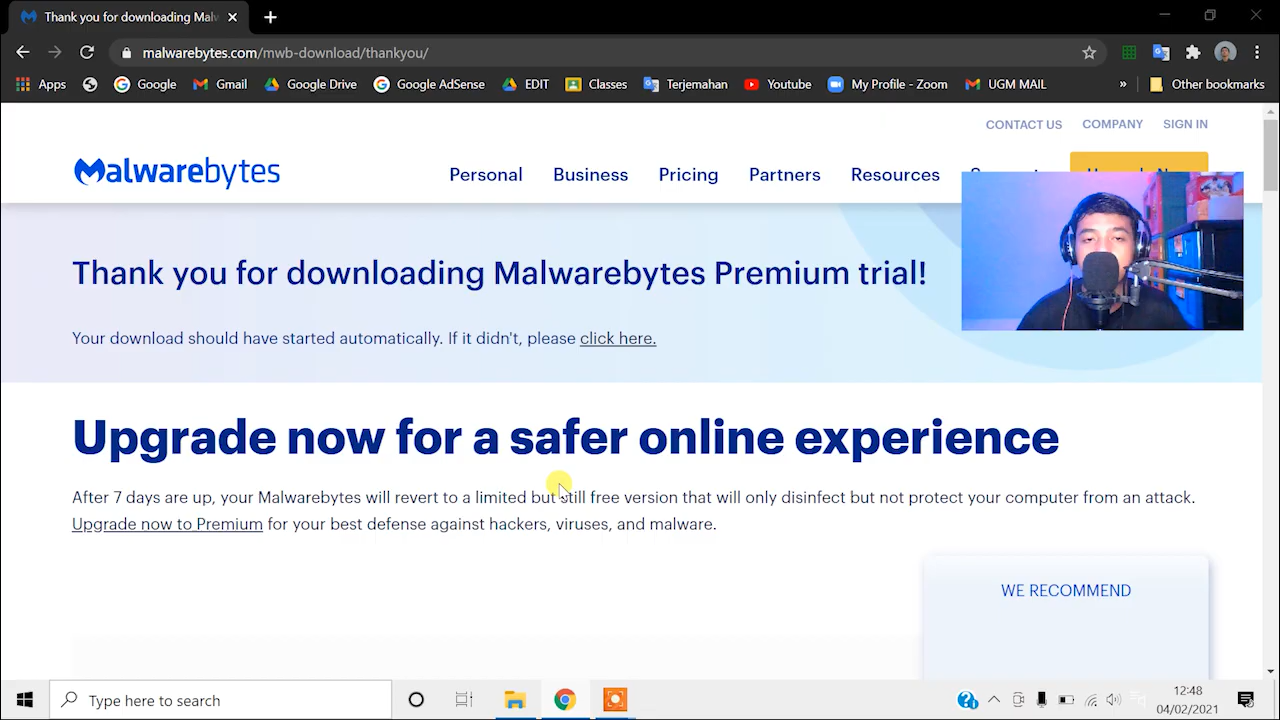 Thank you for downloading Mal
malwarebytes.com/mwb-download/thankyou/
Apps Google Gmail Google Drive Google AdSense EDIT Classes Terjemahan Youtube My Profile - Zoom UGM MAIL » Other bookmarks
CONTACT US COMPANY SIGN IN
Malwarebytes Personal Business Pricing Partners Resources
Thank you for downloading Malwarebytes Premium trial!
Your download should have started automatically. If it didn't, please click here.
Upgrade now for a safer online experience
After 7 days are up, your Malwarebytes will revert to a limited but still free version that will only disinfect but not protect your computer from an attack.
Upgrade now to Premium for your best defense against hackers, viruses, and malware.
WE RECOMMEND
Type here to search
12:48
04/02/2021